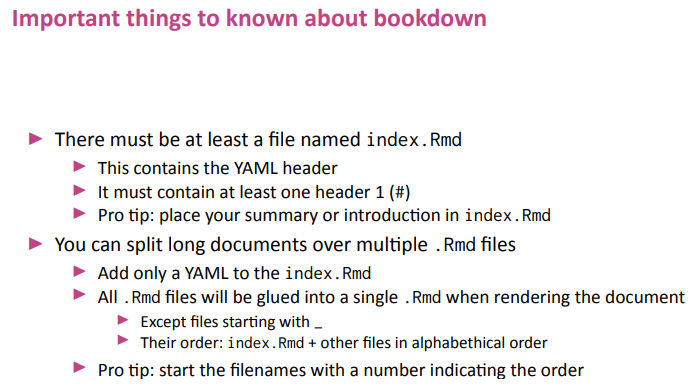 Important things to known about bookdown
There must be at least a file named index.Rmd
This contains the YAML header
It must contain at least one header 1 (#)
Pro tip: place your summary or introduction in index.Rmd
You can split long documents over multiple .Rmd files
Add only a YAML to the index.Rmd
All .Rmd files will be glued into a single .Rmd when rendering the document
Except files starting with _
Their order: index.Rmd + other files in alphabethical order
Pro tip: start the filenames with a number indicating the order